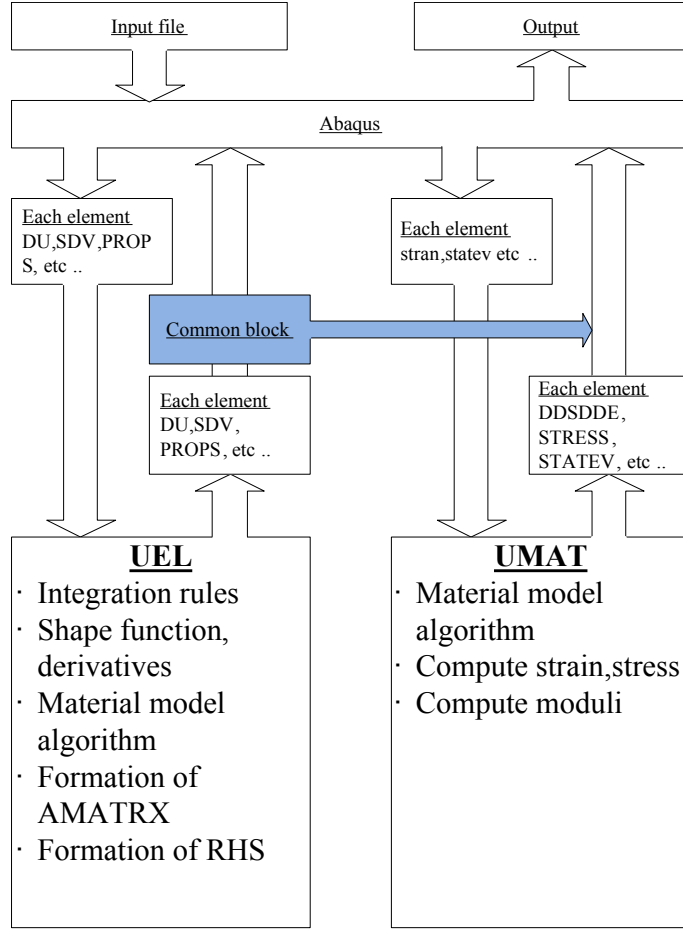 Input file
Output
Abaqus
Each element
DU,SDV,PROP
S, etc ..
Each element
stran,statev etc ..
Common block
Each element
DU,SDV,
PROPS, etc ..
Each element
DDSDDE,
STRESS,
STATEV, etc ..
UEL
· Integration rules
· Shape function,
derivatives
· Material model
algorithm
· Formation of
AMATRX
· Formation of RHS
UMAT
· Material model
algorithm
· Compute strain,stress
· Compute moduli